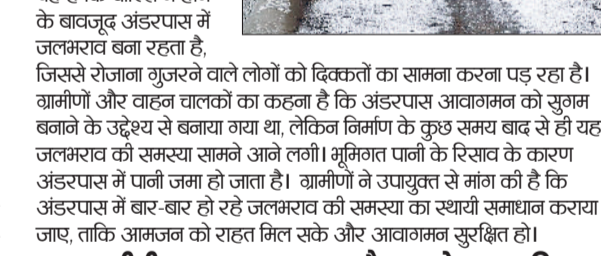 के बावजूद अंडरपास में
जलभराव बना रहता है,
जिससे रोजाना गुजरने वाले लोगों को दिक्कतों का सामना करना पड़ रहा है।
ग्रामीणों और वाहन चालकों का कहना है कि अंडरपास आवागमन को सुगम
बनाने के उद्देश्य से बनाया गया था, लेकिन निर्माण के कुछ समय बाद से ही यह
जलभराव की समस्या सामने आने लगी। भूमिगत पानी के रिसाव के कारण
अंडरपास में पानी जमा हो जाता है। ग्रामीणों ने उपायुक्त से मांग की है कि
अंडरपास में बार-बार हो रहे जलभराव की समस्या का स्थायी समाधान कराया
जाए, ताकि आमजन को राहत मिल सके और आवागमन सुरक्षित हो।